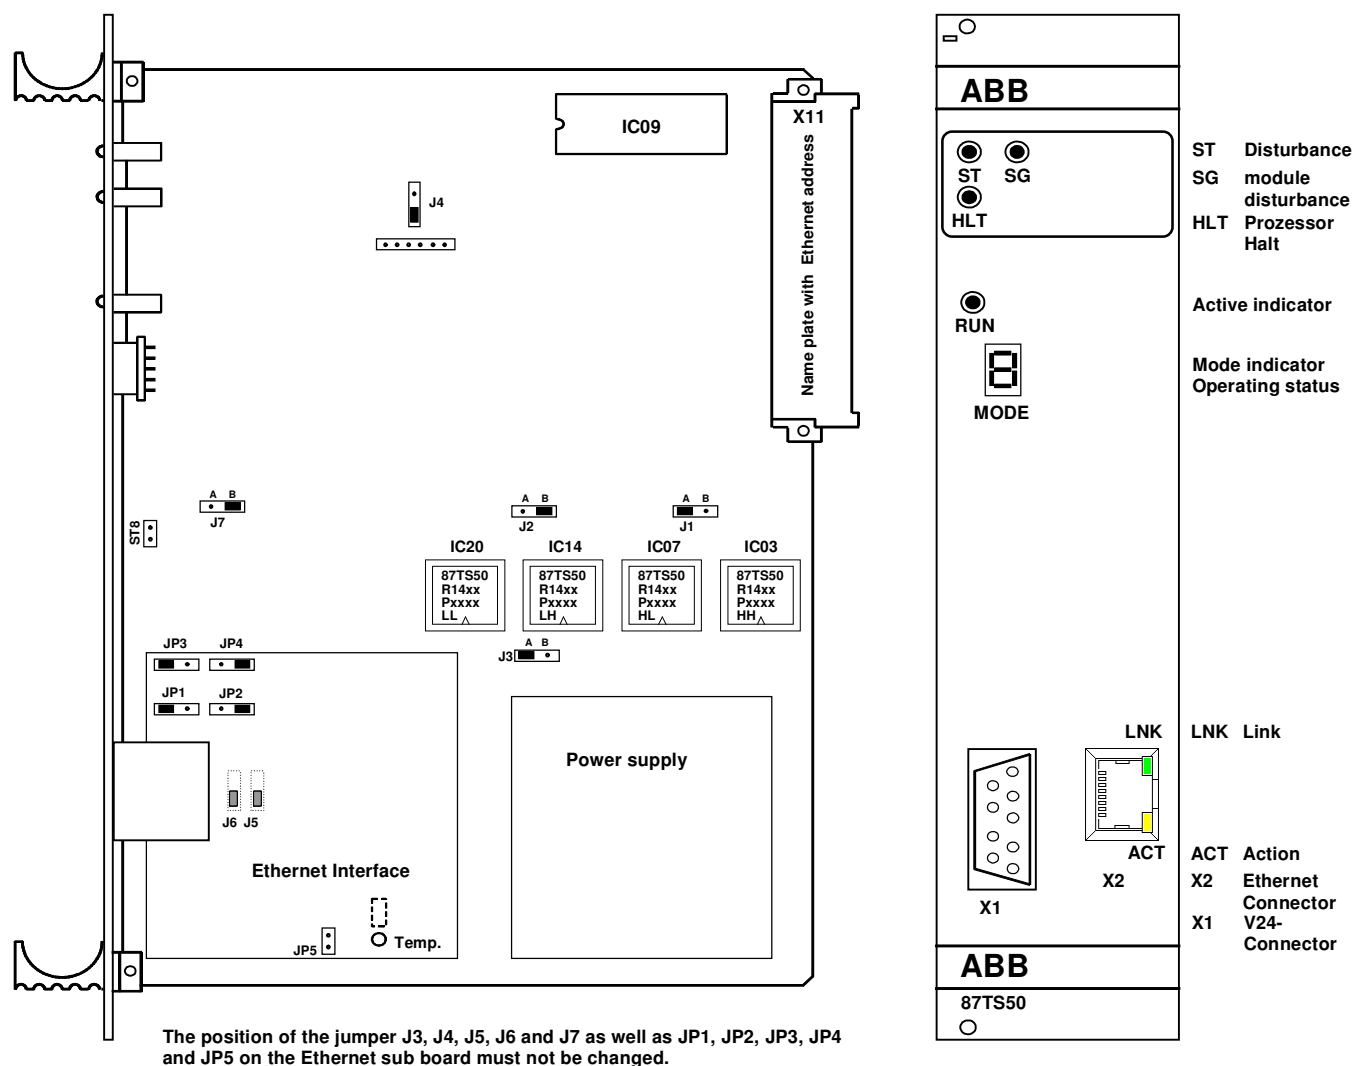 IC09
X11
Name plate with Ethernet address
J4
A B
J7
ST8
A B
J2
A B
J1
IC20
IC14
IC07
IC03
87TS50
R14xx
Pxxxx
LL
87TS50
R14xx
Pxxxx
LH
87TS50
R14xx
Pxxxx
HL
87TS50
R14xx
Pxxxx
HH
A B
J3
JP3
JP4
JP1
JP2
J6 J5
Power supply
Ethernet Interface
JP5
Temp.
The position of the jumper J3, J4, J5, J6 and J7 as well as JP1, JP2, JP3, JP4
and JP5 on the Ethernet sub board must not be changed.
ABB
ST SG
HLT
RUN
8
MODE
LNK
ACT
X2
X1
ABB
87TS50
ST Disturbance
SG module
disturbance
HLT Prozessor
Halt
Active indicator
Mode indicator
Operating status
LNK Link
ACT Action
X2 Ethernet
Connector
X1 V24-
Connector